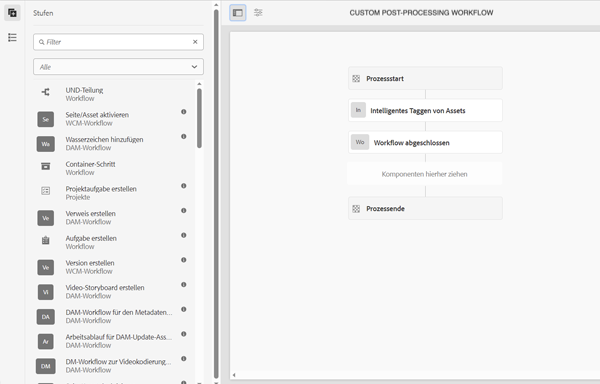 Stufen
CUSTOM POST-PROCESSING WORKFLOW
Filter
Alle
UND-Teilung
Workflow
Se
Seite/Asset aktivieren
WCM-Workflow
Wa
Wasserzeichen hinzufügen
DAM-Workflow
Container-Schritt
Workflow
Projektaufgabe erstellen
Projekte
Ve
Verweis erstellen
DAM-Workflow
Aufgabe erstellen
Workflow
Ve
Version erstellen
WCM-Workflow
Vi
Video-Storyboard erstellen
DAM-Workflow
DA
DAM-Workflow für den Metadaten...
DAM-Workflow
Ar
Arbeitsablauf für DAM-Update-Ass...
DAM-Workflow
DM
DM-Workflow zur Videokodierung...
DAM-Workflow
Prozessstart
In
Intelligentes Taggen von Assets
Wo
Workflow abgeschlossen
Komponenten hierher ziehen
Prozessende